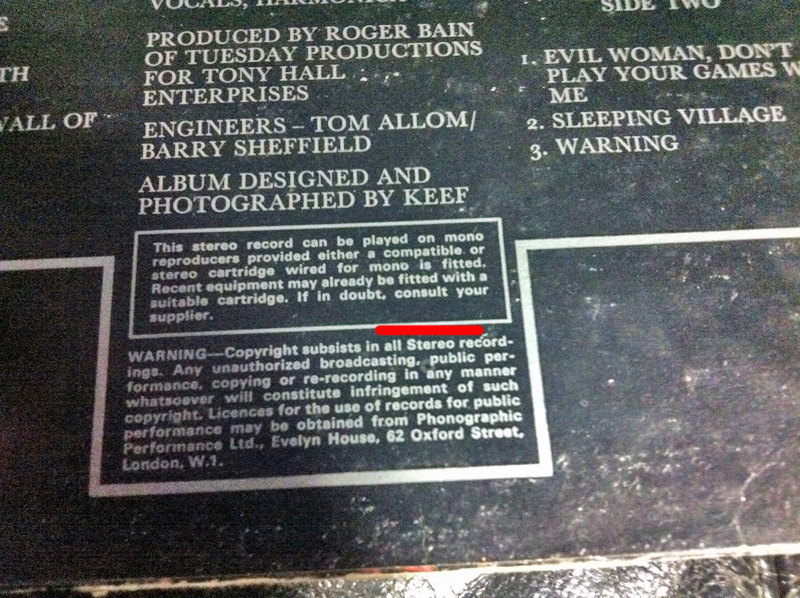 VOCALS, HARMONICA
PRODUCED BY ROGER BAIN
OF TUESDAY PRODUCTIONS
FOR TONY HALL
ENTERPRISES
ENGINEERS – TOM ALLOM/
BARRY SHEFFIELD
ALBUM DESIGNED AND
PHOTOGRAPHED BY KEEF
This stereo record can be played on mono
reproducers provided either a compatible or
stereo cartridge wired for mono is fitted.
Recent equipment may already be fitted with a
suitable cartridge. If in doubt, consult your
supplier.
WARNING—Copyright subsists in all Stereo record-
ings. Any unauthorized broadcasting, public per-
formance, copying or re-recording in any manner
whatsoever will constitute infringement of such
copyright. Licences for the use of records for public
performance may be obtained from Phonographic
Performance Ltd., Evelyn House, 62 Oxford Street,
London, W.1.
E
TH
WALL OF
SIDE TWO
1. EVIL WOMAN, DON'T
PLAY YOUR GAMES W
ME
2. SLEEPING VILLAGE
3. WARNING